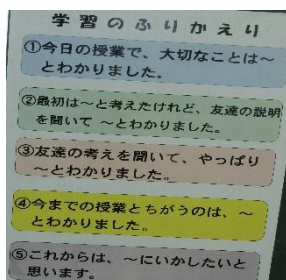 学習のふりかえり
①今日の授業で、大切なことは～
とわかりました。
②最初は～と考えたけれど、友達の説明
を聞いて ～とわかりました。
③友達の考えを聞いて、やっぱり
～とわかりました。
④今までの授業とちがうのは、～
とわかりました。
⑤これからは、～にいかしたいと
思います。